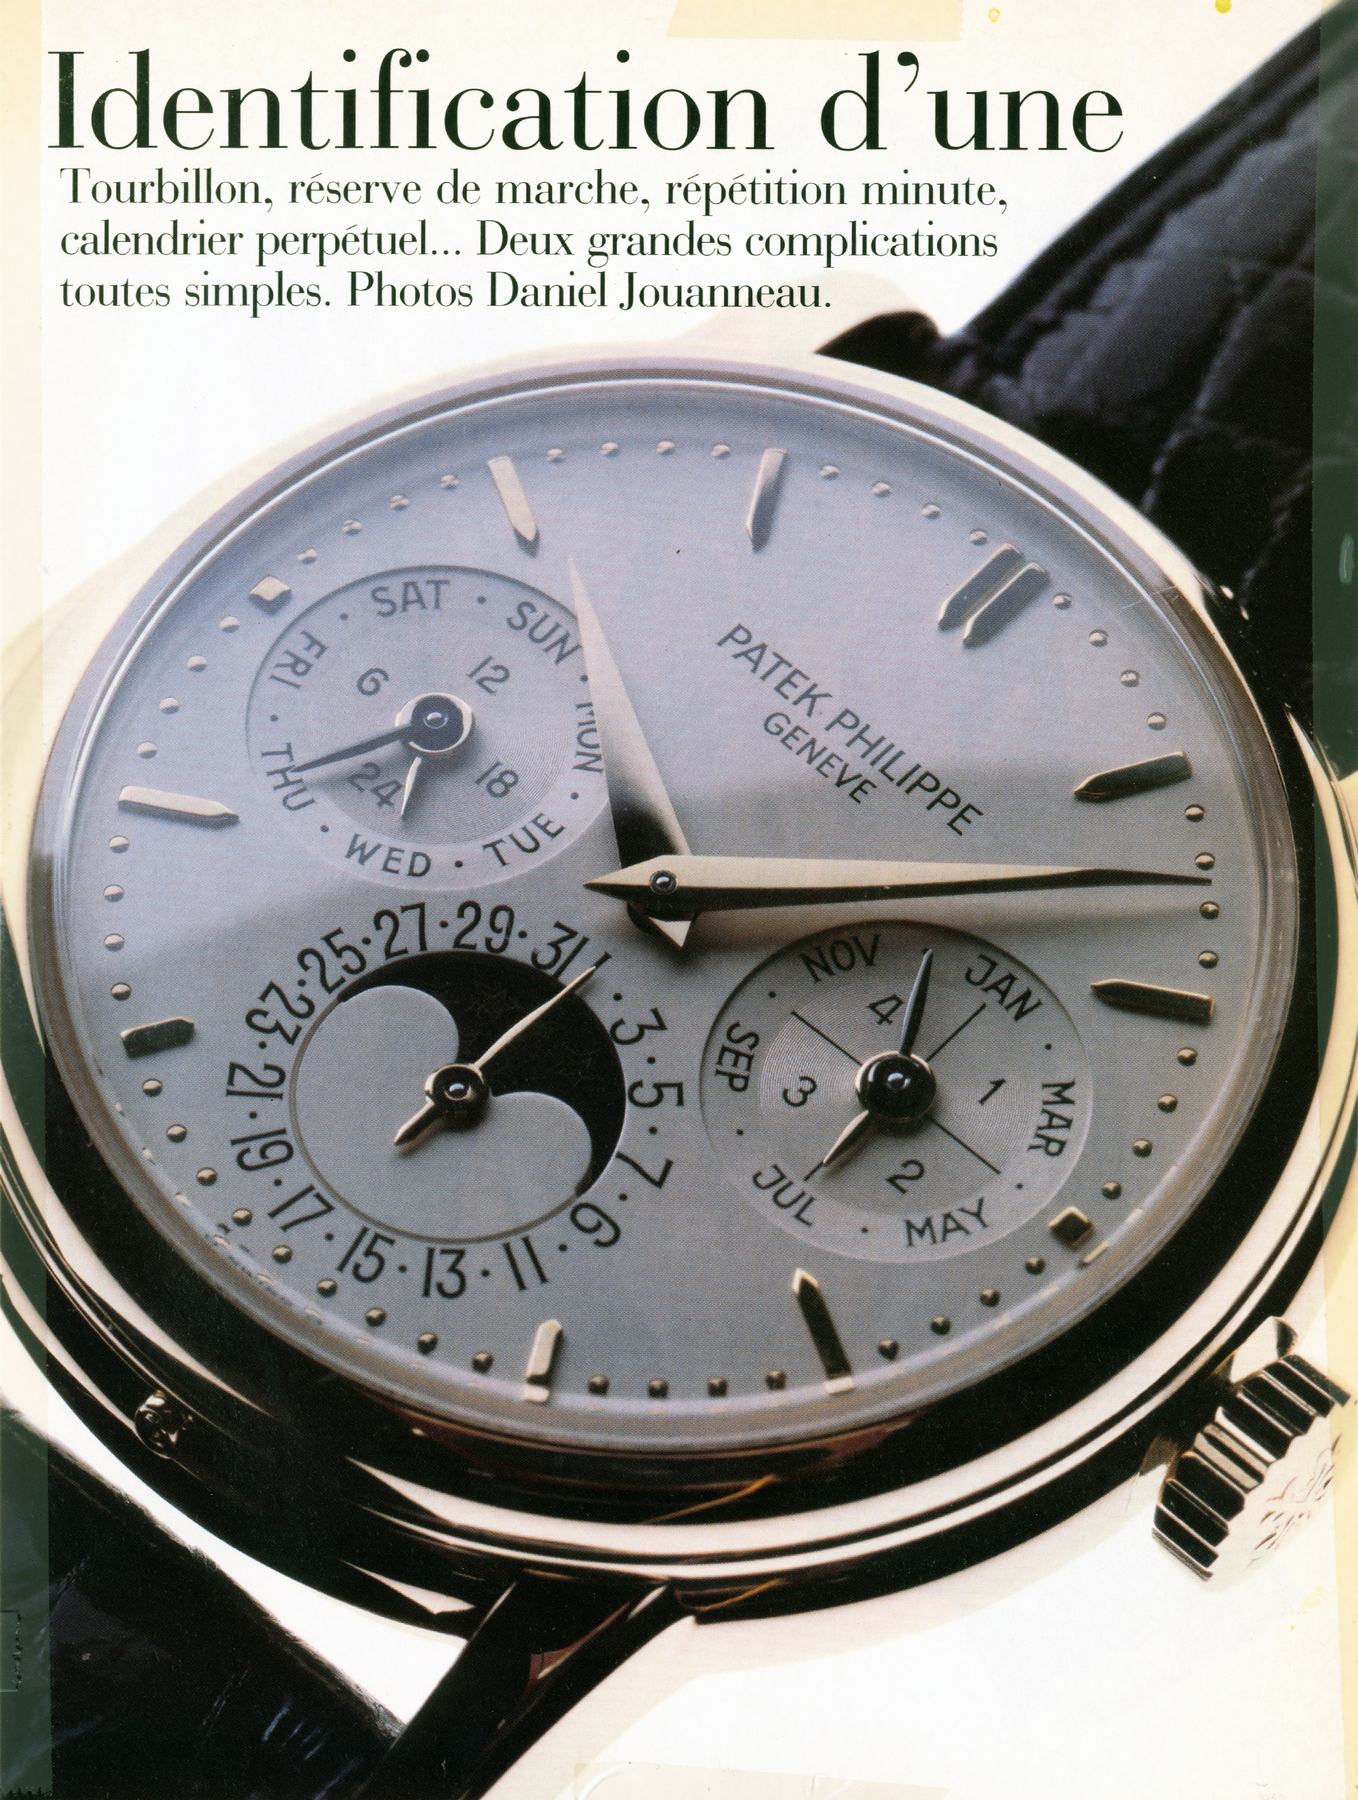 Identification d'une
Tourbillon, réserve de marche, répétition minute,
calendrier perpétuel... Deux grandes complications
toutes simples. Photos Daniel Jouanneau.
PATEK PHILIPPE
GENEVE
SAT · SUN · MON · TUE · WED · THU · FRI ·
6 12 18 24
1 · 3 · 5 · 7 · 9 · 11 · 13 · 15 · 17 · 19 · 21 · 23 · 25 · 27 · 29 · 31
JAN · MAR · MAY · JUL · SEP · NOV
1 2 3 4